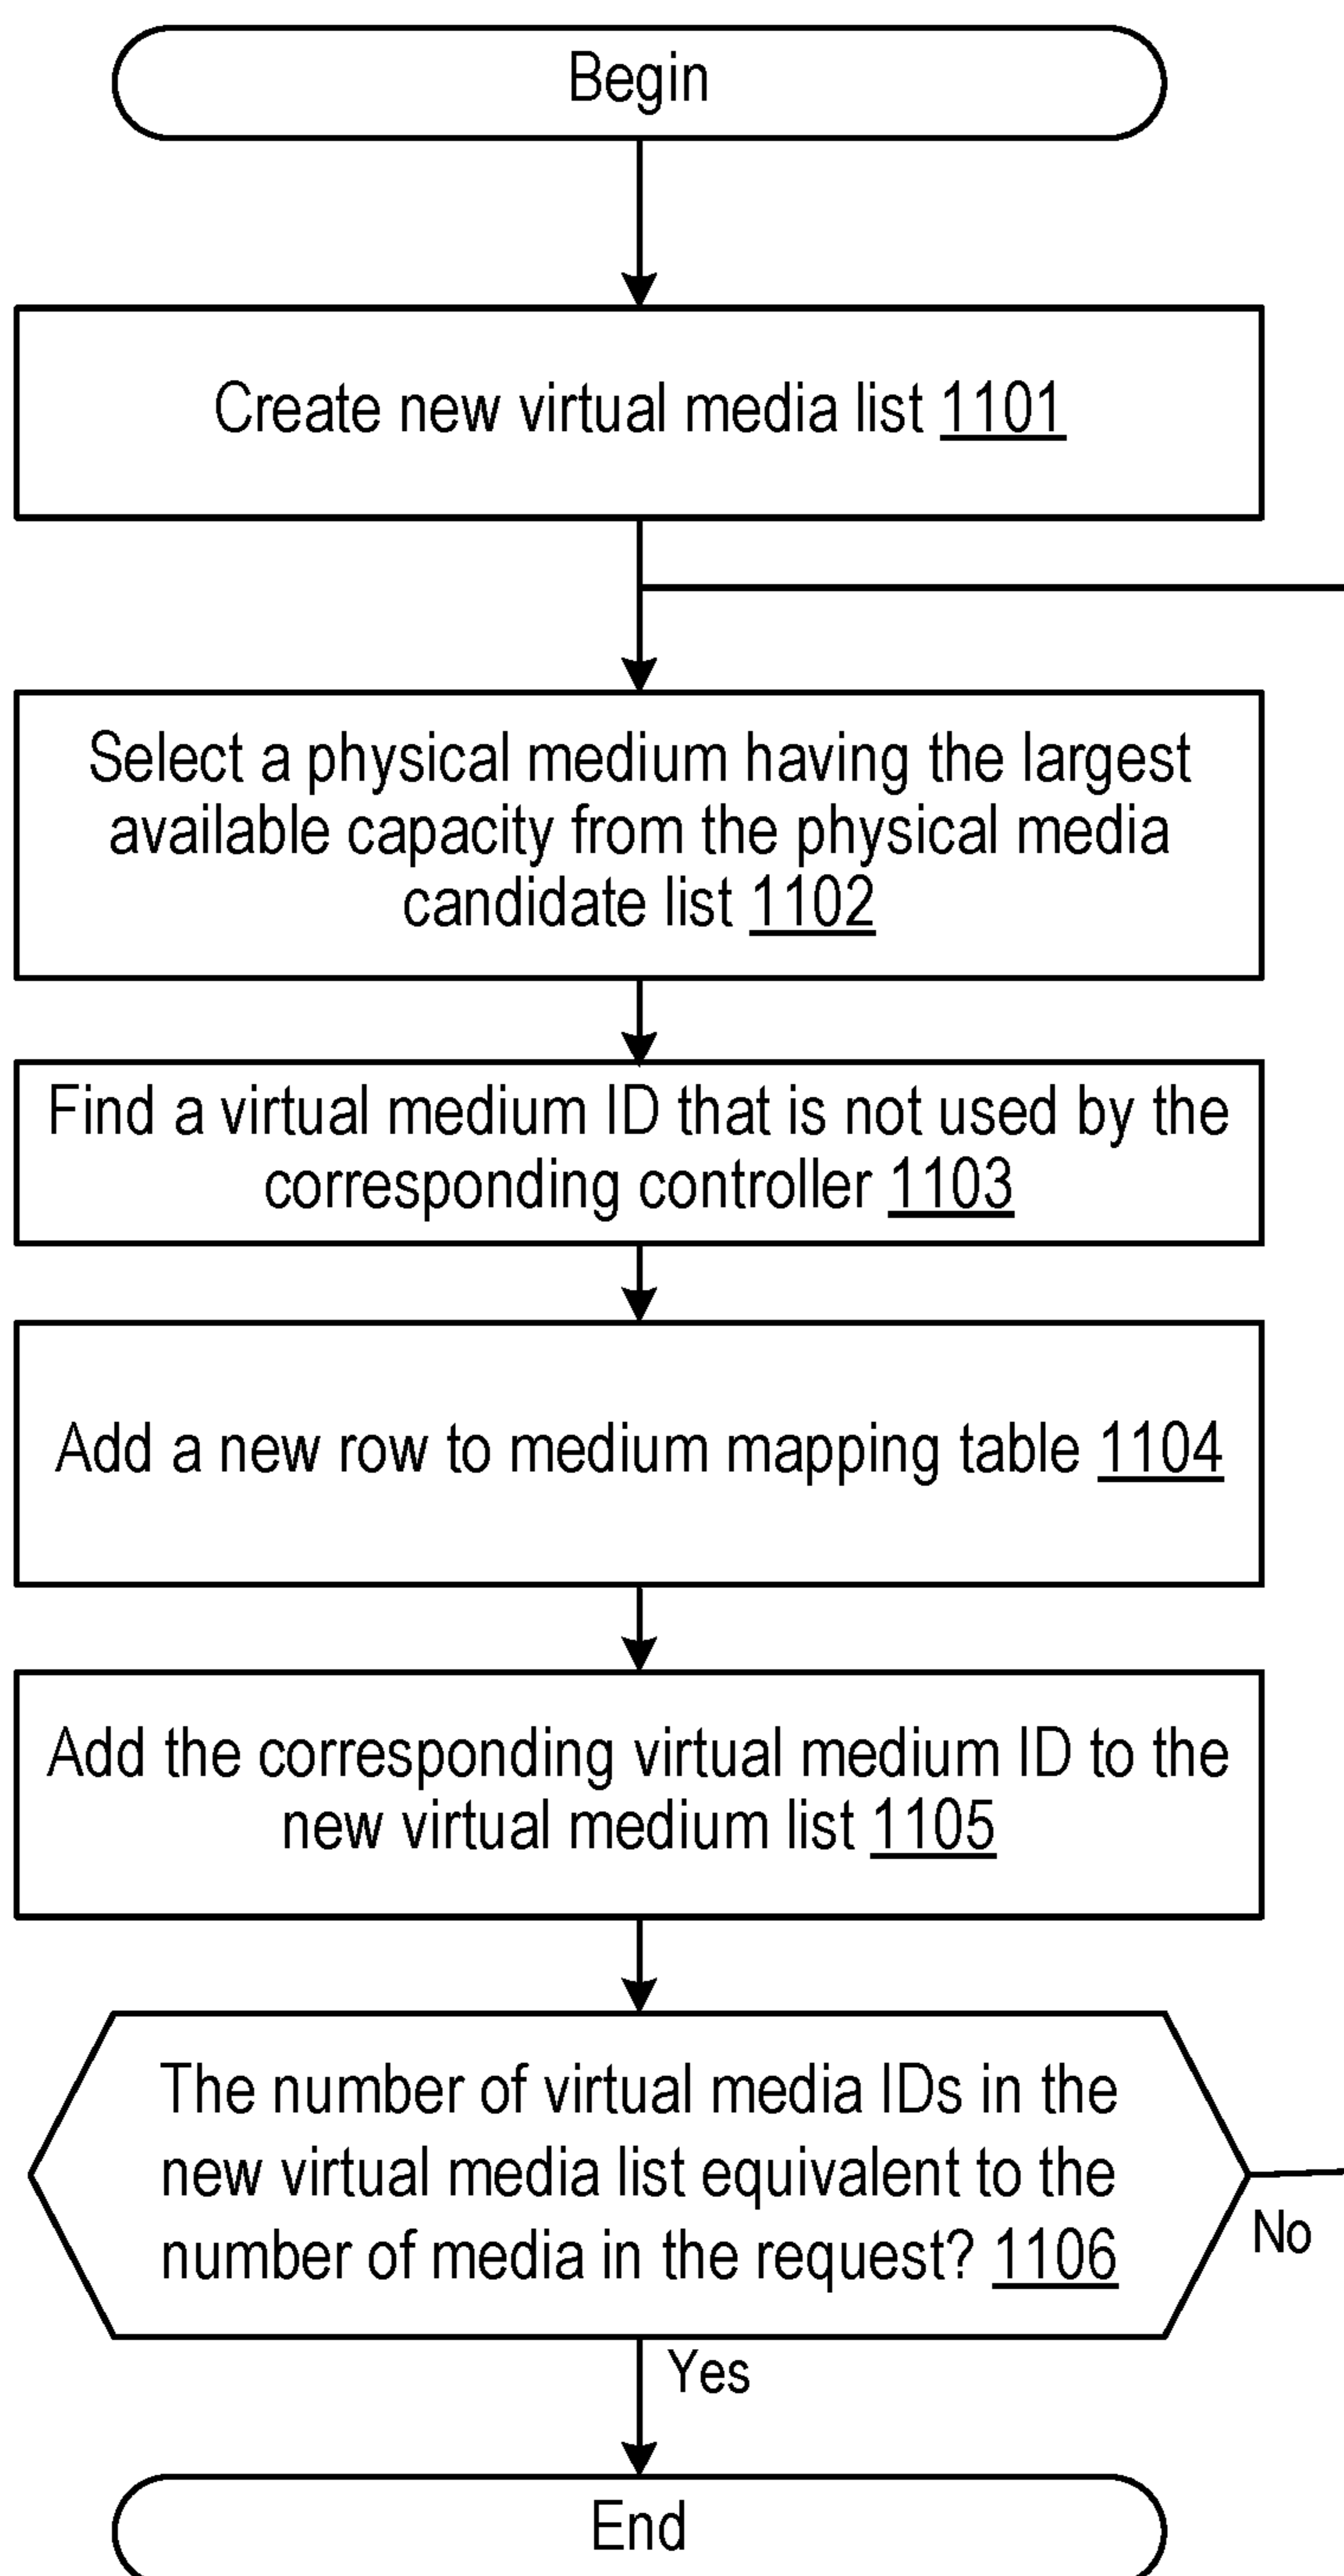 Begin
Create new virtual media list 1101
Select a physical medium having the largest
available capacity from the physical media
candidate list 1102
Find a virtual medium ID that is not used by the
corresponding controller 1103
Add a new row to medium mapping table 1104
Add the corresponding virtual medium ID to the
new virtual medium list 1105
The number of virtual media IDs in the
new virtual media list equivalent to the
number of media in the request? 1106
No
Yes
End